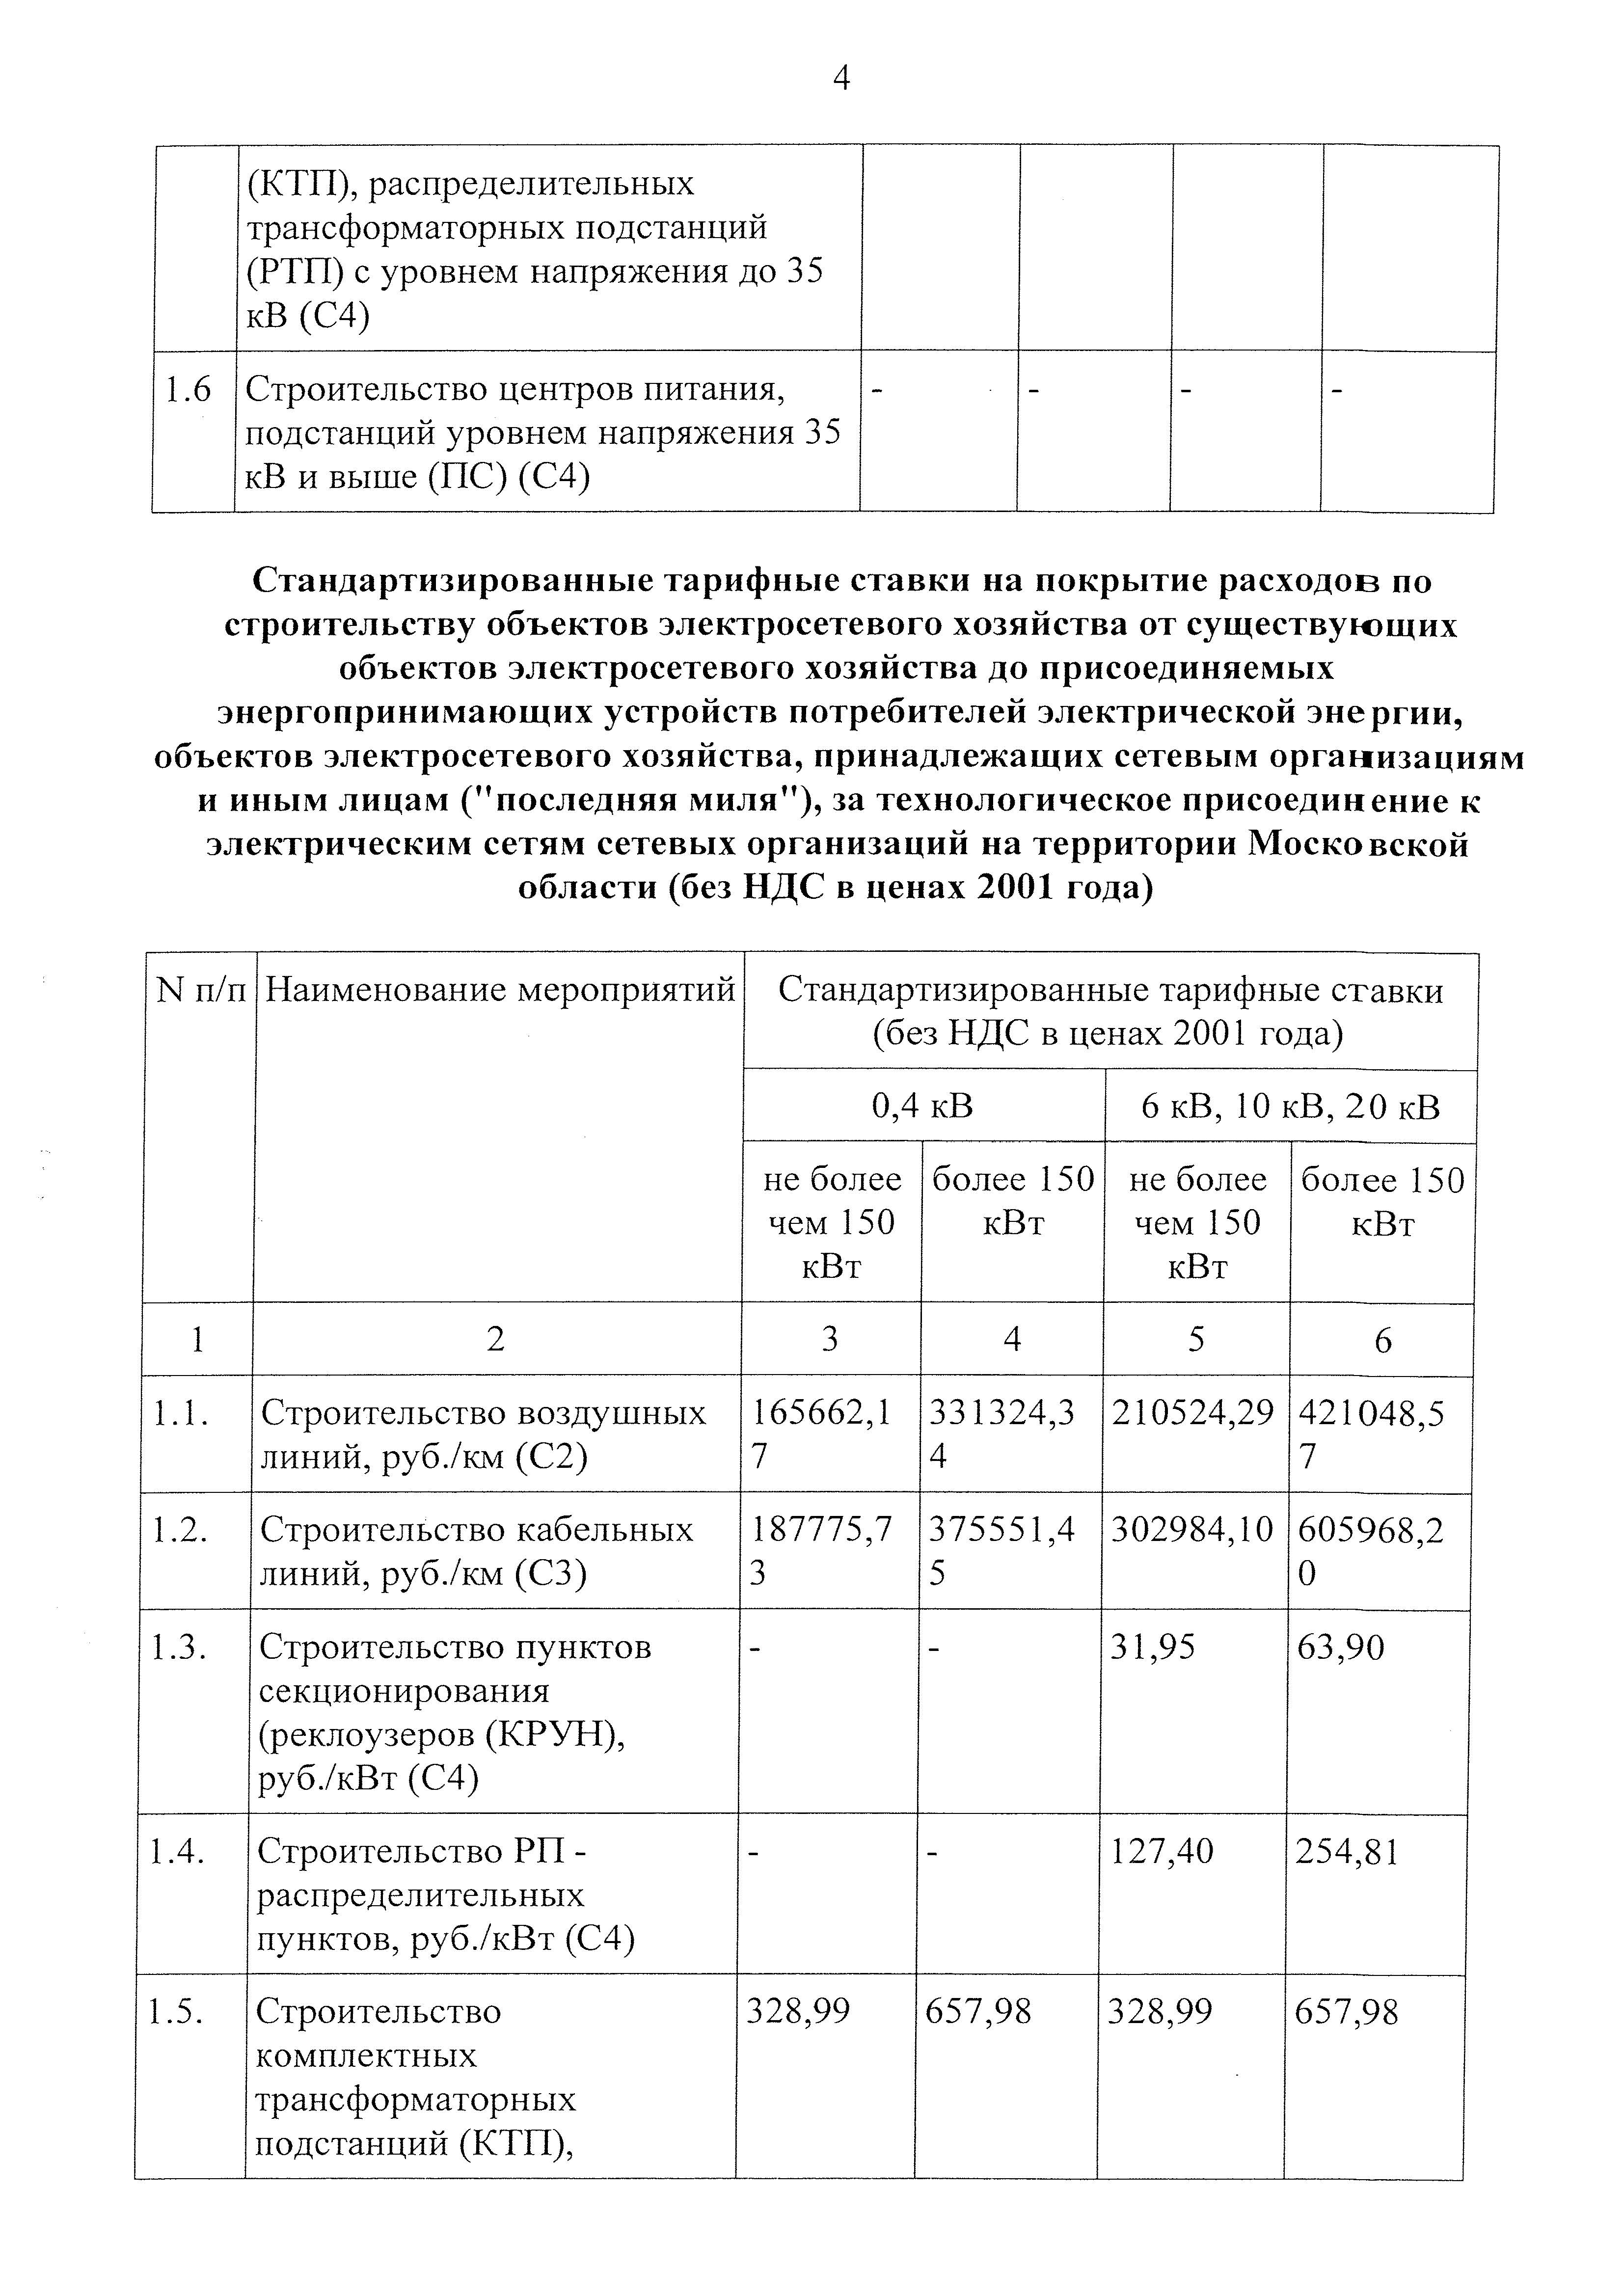 4
(КТП), распределительных
трансформаторных подстанций
(РТП) с уровнем напряжения до 35
кВ (С4)
1.6 Строительство центров питания, - - - -
подстанций уровнем напряжения 35
кВ и выше (ПС) (С4)
Стандартизированные тарифные ставки на покрытие расходов по
строительству объектов электросетевого хозяйства от существующих
объектов электросетевого хозяйства до присоединяемых
энергопринимающих устройств потребителей электрической энергии,
объектов электросетевого хозяйства, принадлежащих сетевым организациям
и иным лицам ("последняя миля"), за технологическое присоединение к
электрическим сетям сетевых организаций на территории Московской
области (без НДС в ценах 2001 года)
N п/п Наименование мероприятий Стандартизированные тарифные ставки
(без НДС в ценах 2001 года)
0,4 кВ 6 кВ, 10 кВ, 20 кВ
не более более 150 не более более 150
чем 150 кВт чем 150 кВт
кВт кВт
1 2 3 4 5 6
1.1. Строительство воздушных 165662,1 331324,3 210524,29 421048,5
линий, руб./км (С2) 7 4 7
1.2. Строительство кабельных 187775,7 375551,4 302984,10 605968,2
линий, руб./км (С3) 3 5 0
1.3. Строительство пунктов - - 31,95 63,90
секционирования
(реклоузеров (КРУН),
руб./кВт (С4)
1.4. Строительство РП - - - 127,40 254,81
распределительных
пунктов, руб./кВт (С4)
1.5. Строительство 328,99 657,98 328,99 657,98
комплектных
трансформаторных
подстанций (КТП),